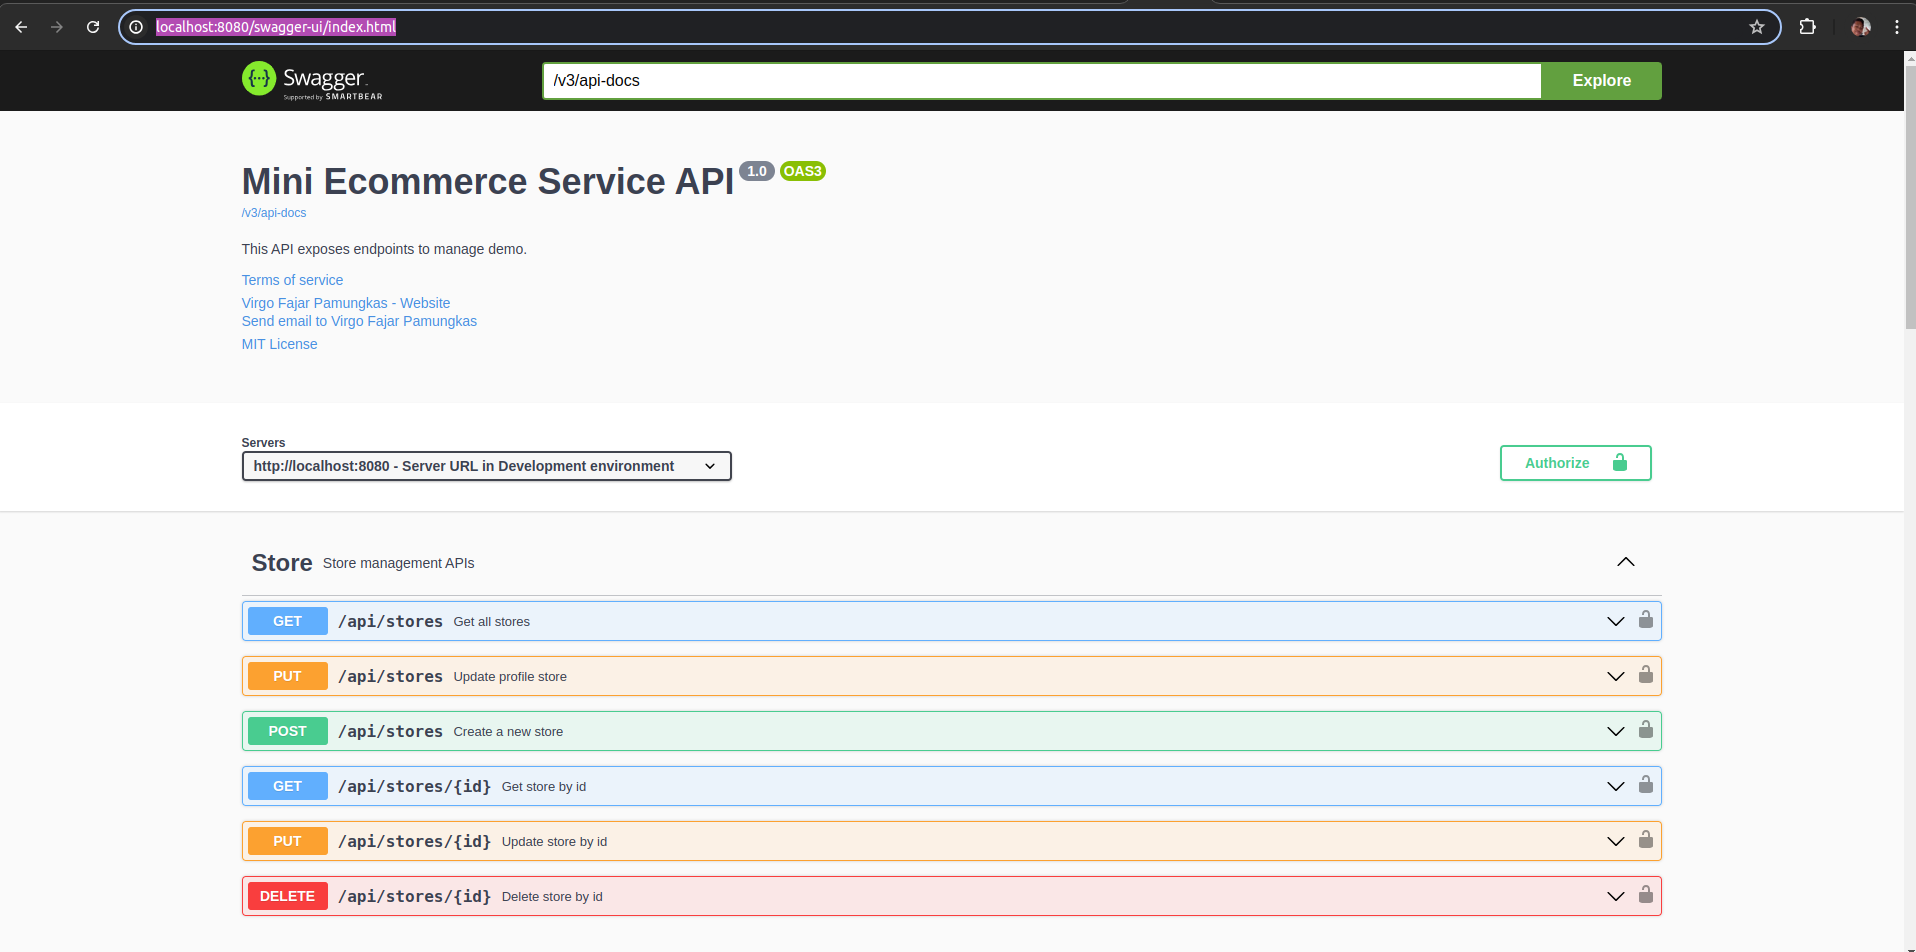 localhost:8080/swagger-ui/index.html
Swagger
Supported by SMARTBEAR
/v3/api-docs
Explore
Mini Ecommerce Service API 1.0 OAS3
/v3/api-docs
This API exposes endpoints to manage demo.
Terms of service
Virgo Fajar Pamungkas - Website
Send email to Virgo Fajar Pamungkas
MIT License
Servers
http://localhost:8080 - Server URL in Development environment
Authorize
Store Store management APIs
GET /api/stores Get all stores
PUT /api/stores Update profile store
POST /api/stores Create a new store
GET /api/stores/{id} Get store by id
PUT /api/stores/{id} Update store by id
DELETE /api/stores/{id} Delete store by id